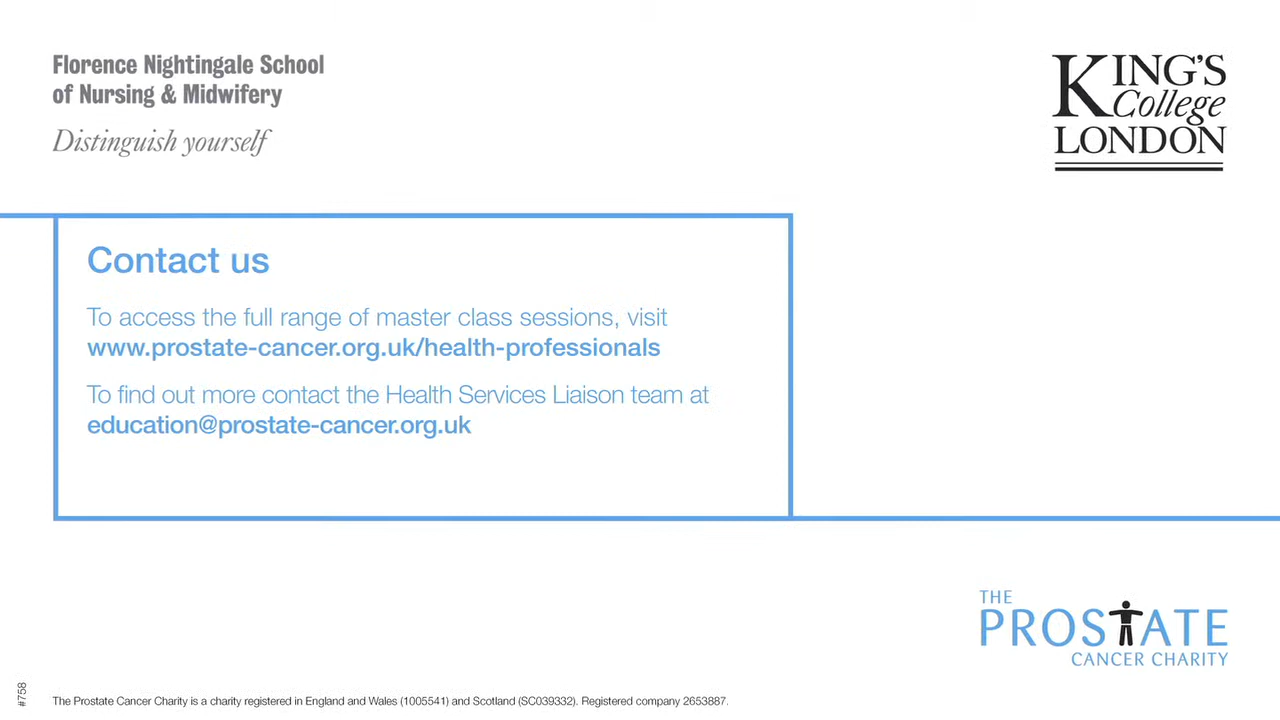 Florence Nightingale School
of Nursing & Midwifery
Distinguish yourself
KING'S
College
LONDON
Contact us
To access the full range of master class sessions, visit
www.prostate-cancer.org.uk/health-professionals
To find out more contact the Health Services Liaison team at
education@prostate-cancer.org.uk
THE
PROSTATE
CANCER CHARITY
#758
The Prostate Cancer Charity is a charity registered in England and Wales (1005541) and Scotland (SC039332). Registered company 2653887.